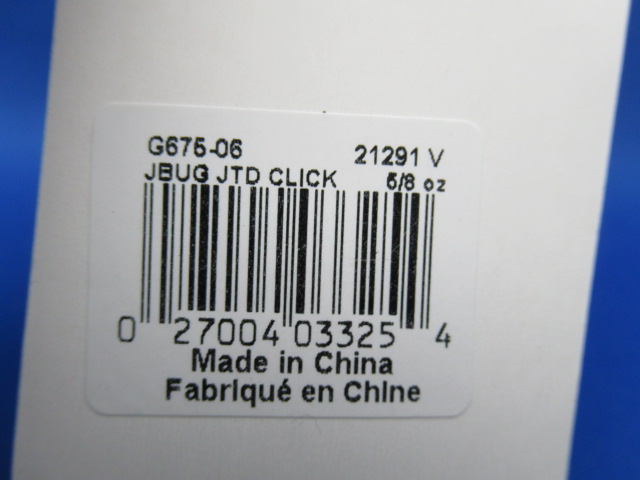 G675-06 21291 V
JBUG JTD CLICK 5/8 oz
0 27004 03325 4
Made in China
Fabriqué en Chine